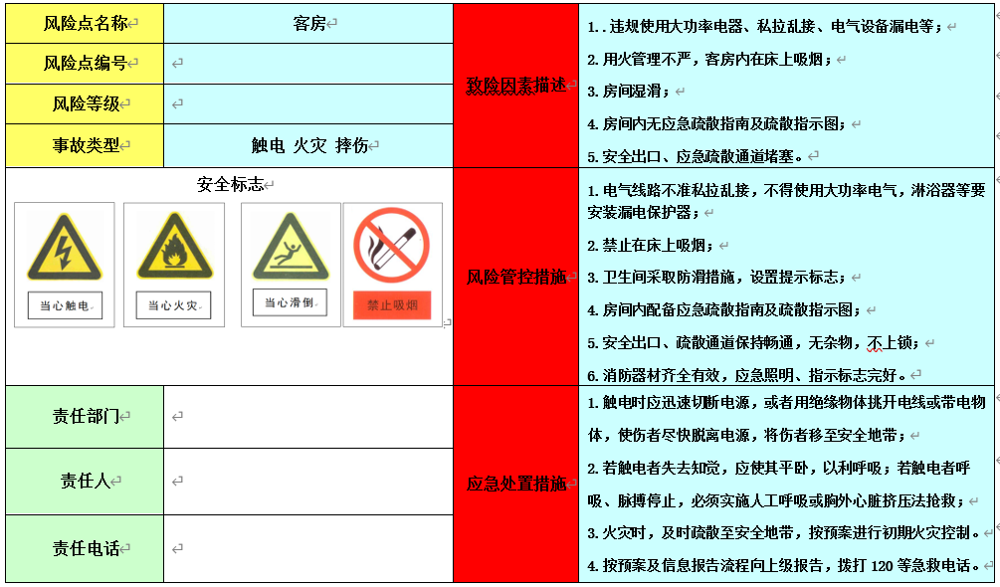 风险点名称
客房
风险点编号
风险等级
事故类型
触电 火灾 摔伤
致险因素描述
1..违规使用大功率电器、私拉乱接、电气设备漏电等；
2.用火管理不严，客房内在床上吸烟；
3.房间湿滑；
4.房间内无应急疏散指南及疏散指示图；
5.安全出口、应急疏散通道堵塞。
安全标志
当心触电
当心火灾
当心滑倒
禁止吸烟
风险管控措施
1.电气线路不准私拉乱接，不得使用大功率电气，淋浴器等要
安装漏电保护器；
2.禁止在床上吸烟；
3.卫生间采取防滑措施，设置提示标志；
4.房间内配备应急疏散指南及疏散指示图；
5.安全出口、疏散通道保持畅通，无杂物，不上锁；
6.消防器材齐全有效，应急照明、指示标志完好。
责任部门
责任人
责任电话
应急处置措施
1.触电时应迅速切断电源，或者用绝缘物体挑开电线或带电物
体，使伤者尽快脱离电源，将伤者移至安全地带；
2.若触电者失去知觉，应使其平卧，以利呼吸；若触电者呼
吸、脉搏停止，必须实施人工呼吸或胸外心脏挤压法抢救；
3.火灾时，及时疏散至安全地带，按预案进行初期火灾控制。
4.按预案及信息报告流程向上级报告，拨打120等急救电话。